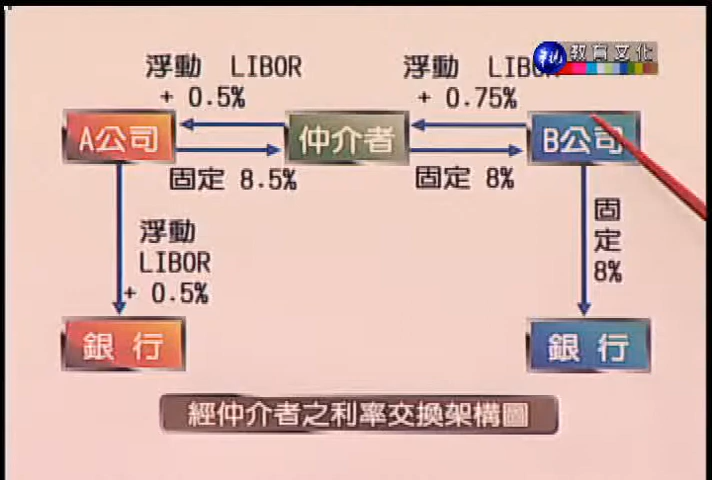 浮動 LIBOR
+ 0.5%
浮動 LIBOR
+ 0.75%
教育文化
A公司
仲介者
B公司
固定 8.5%
固定 8%
浮動
LIBOR
+ 0.5%
固
定
8%
銀行
銀行
經仲介者之利率交換架構圖